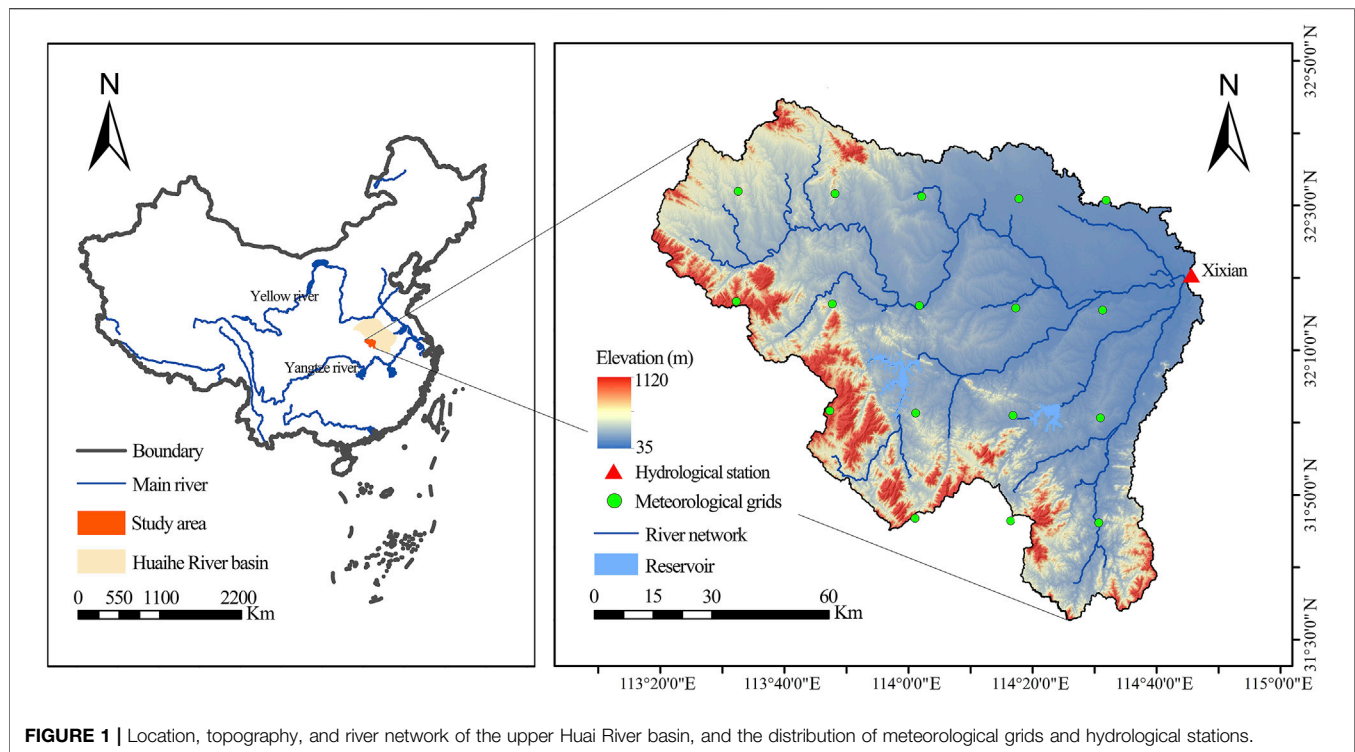 N
Yellow river
Yangtze river
Boundary
Main river
Study area
Huaihe River basin
0 550 1100 2200
Km
N
Xixian
Elevation (m)
1120
35
Hydrological station
Meteorological grids
River network
Reservoir
0 15 30 60
Km
32°50'0"N
32°30'0"N
32°10'0"N
31°50'0"N
31°30'0"N
113°20'0"E 113°40'0"E 114°0'0"E 114°20'0"E 114°40'0"E 115°0'0"E
FIGURE 1 | Location, topography, and river network of the upper Huai River basin, and the distribution of meteorological grids and hydrological stations.